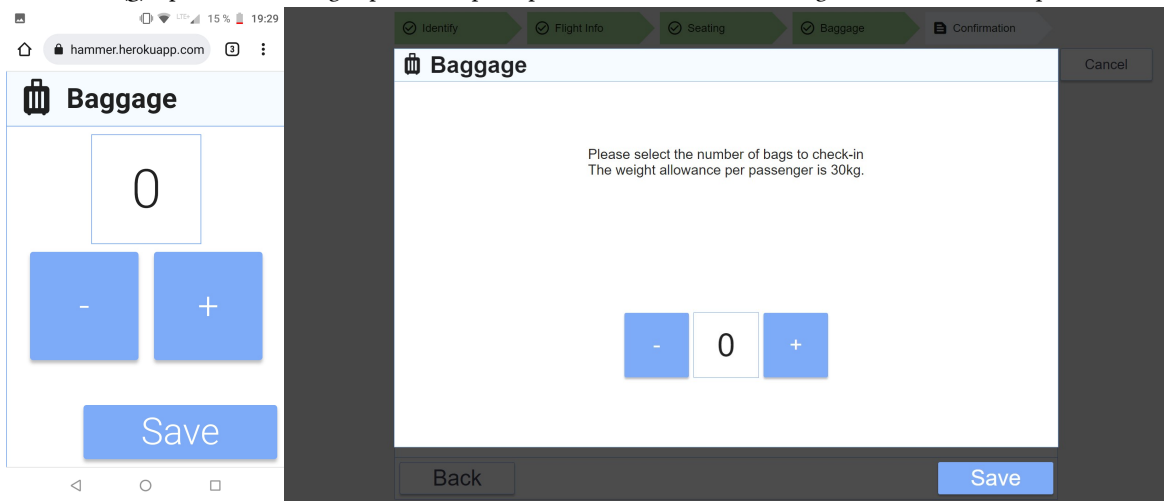 LTE+ 15 % 19:29
hammer.herokuapp.com 3
Baggage
0
- +
Save
Identify Flight Info Seating Baggage Confirmation
Baggage
Cancel
Please select the number of bags to check-in
The weight allowance per passenger is 30kg.
- 0 +
Back Save